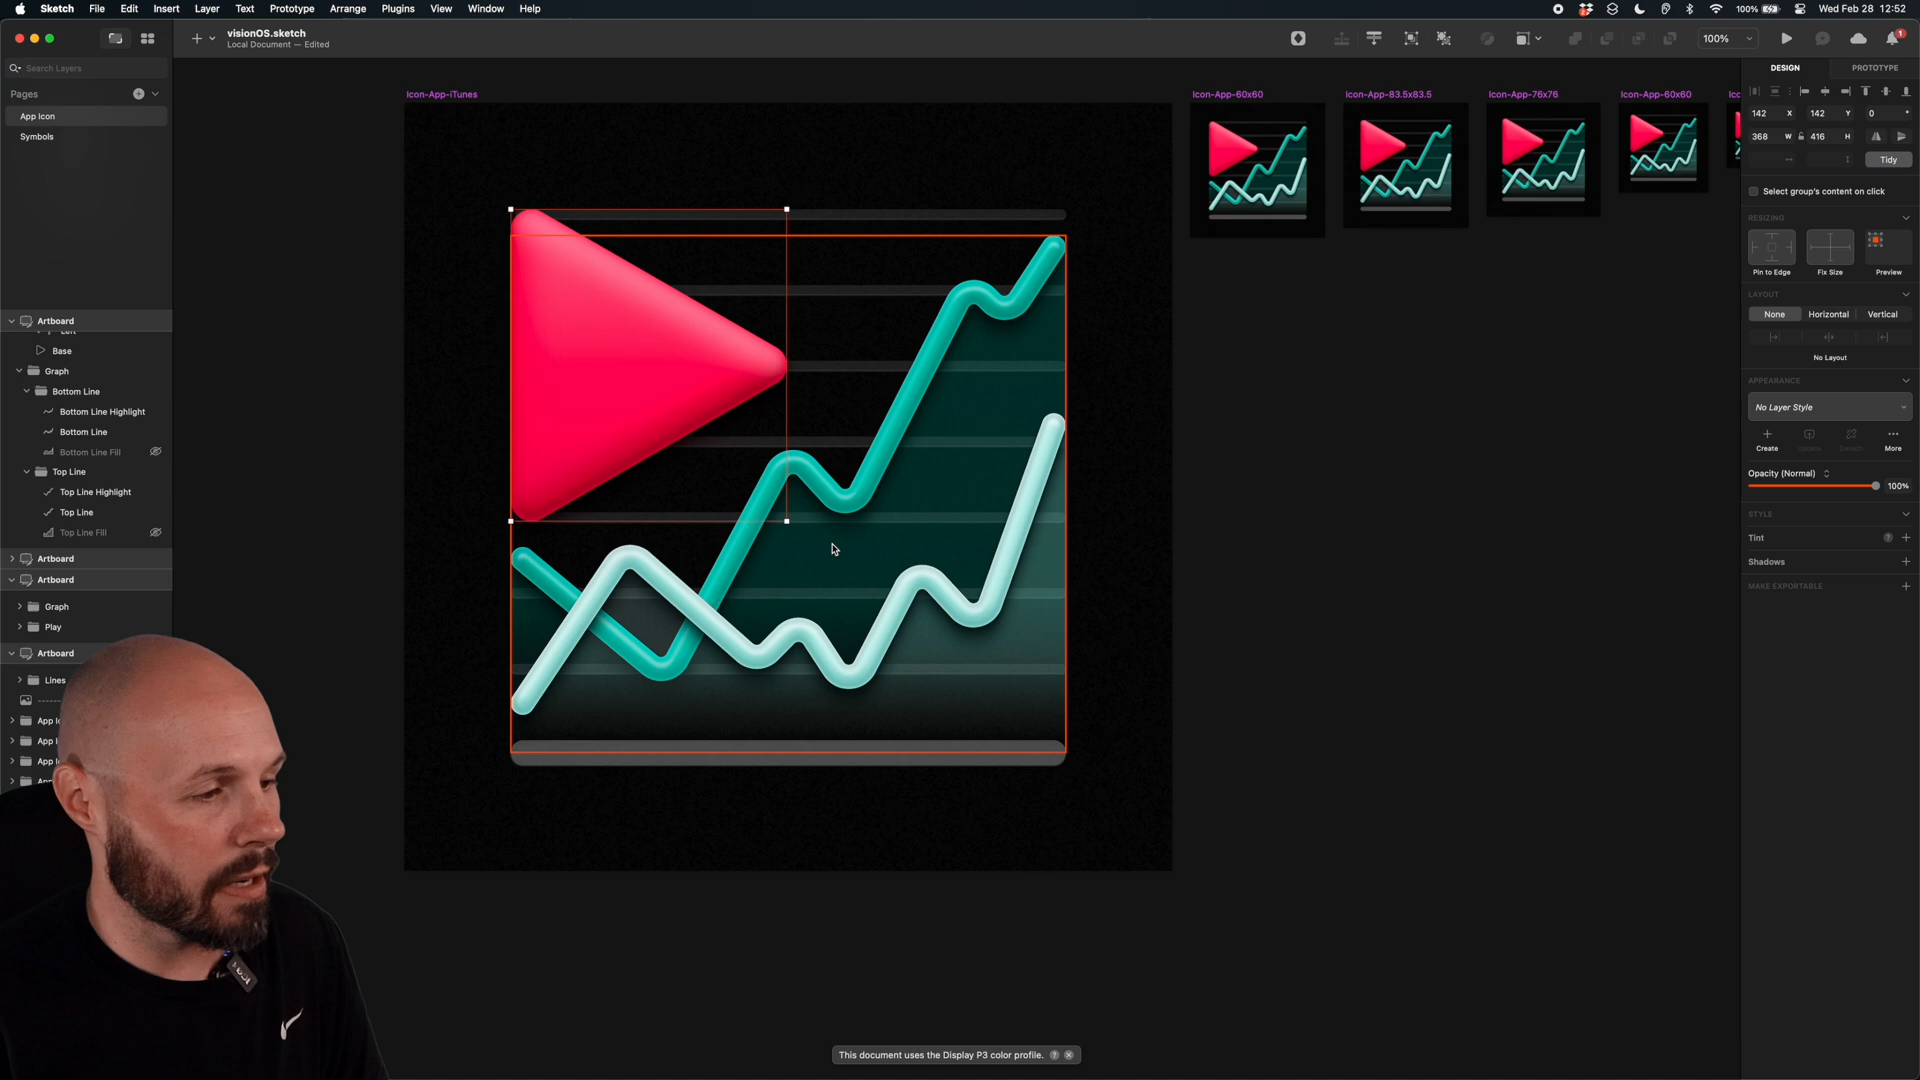 Sketch File Edit Insert Layer Text Prototype Arrange Plugins View Window Help
100% Wed Feb 28 12:52
visionOS.sketch
Local Document — Edited
100%
1
Search Layers
Pages
App Icon
Symbols
Artboard
Left
Base
Graph
Bottom Line
Bottom Line Highlight
Bottom Line
Bottom Line Fill
Top Line
Top Line Highlight
Top Line
Top Line Fill
Artboard
Artboard
Graph
Play
Artboard
Lines
Icon-App-iTunes
Icon-App-60x60
Icon-App-83.5x83.5
Icon-App-76x76
Icon-App-60x60
DESIGN PROTOTYPE
142 X 142 Y 0 °
368 W 416 H
Tidy
Select group's content on click
RESIZING
Pin to Edge Fix Size Preview
LAYOUT
None Horizontal Vertical
No Layout
APPEARANCE
No Layer Style
Create Update Detach More
Opacity (Normal)
100%
STYLE
Tint ? +
Shadows +
MAKE EXPORTABLE +
This document uses the Display P3 color profile. ?